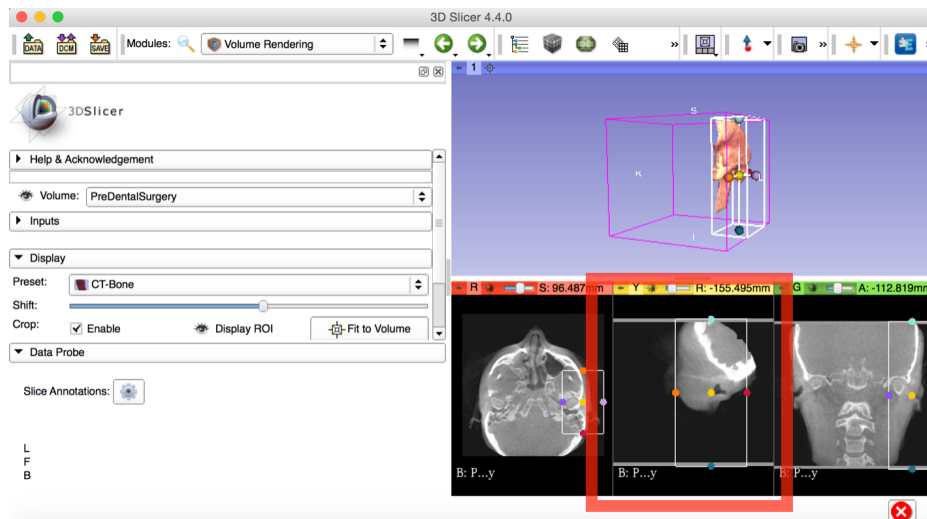 3D Slicer 4.4.0
DATA
DCM
SAVE
Modules:
Volume Rendering
»
»
1
3DSlicer
Help & Acknowledgement
Volume:
PreDentalSurgery
Inputs
Display
Preset:
CT-Bone
Shift:
Crop:
Enable
Display ROI
Fit to Volume
Data Probe
Slice Annotations:
L
F
B
S
R
L
I
R
S: 96.487mm
Y
R: -155.495mm
G
A: -112.819mm
B: P...y
B: P...y
B: P...y